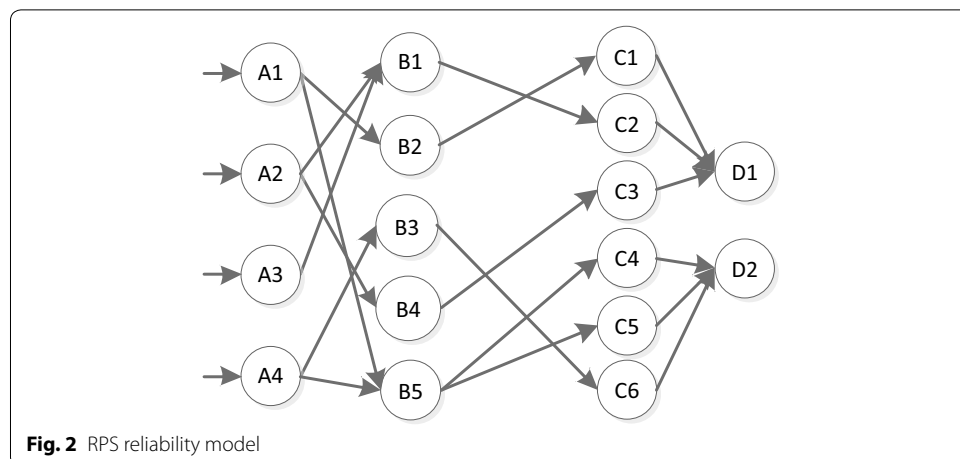 A1
A2
A3
A4
B1
B2
B3
B4
B5
C1
C2
C3
C4
C5
C6
D1
D2
Fig. 2 RPS reliability model